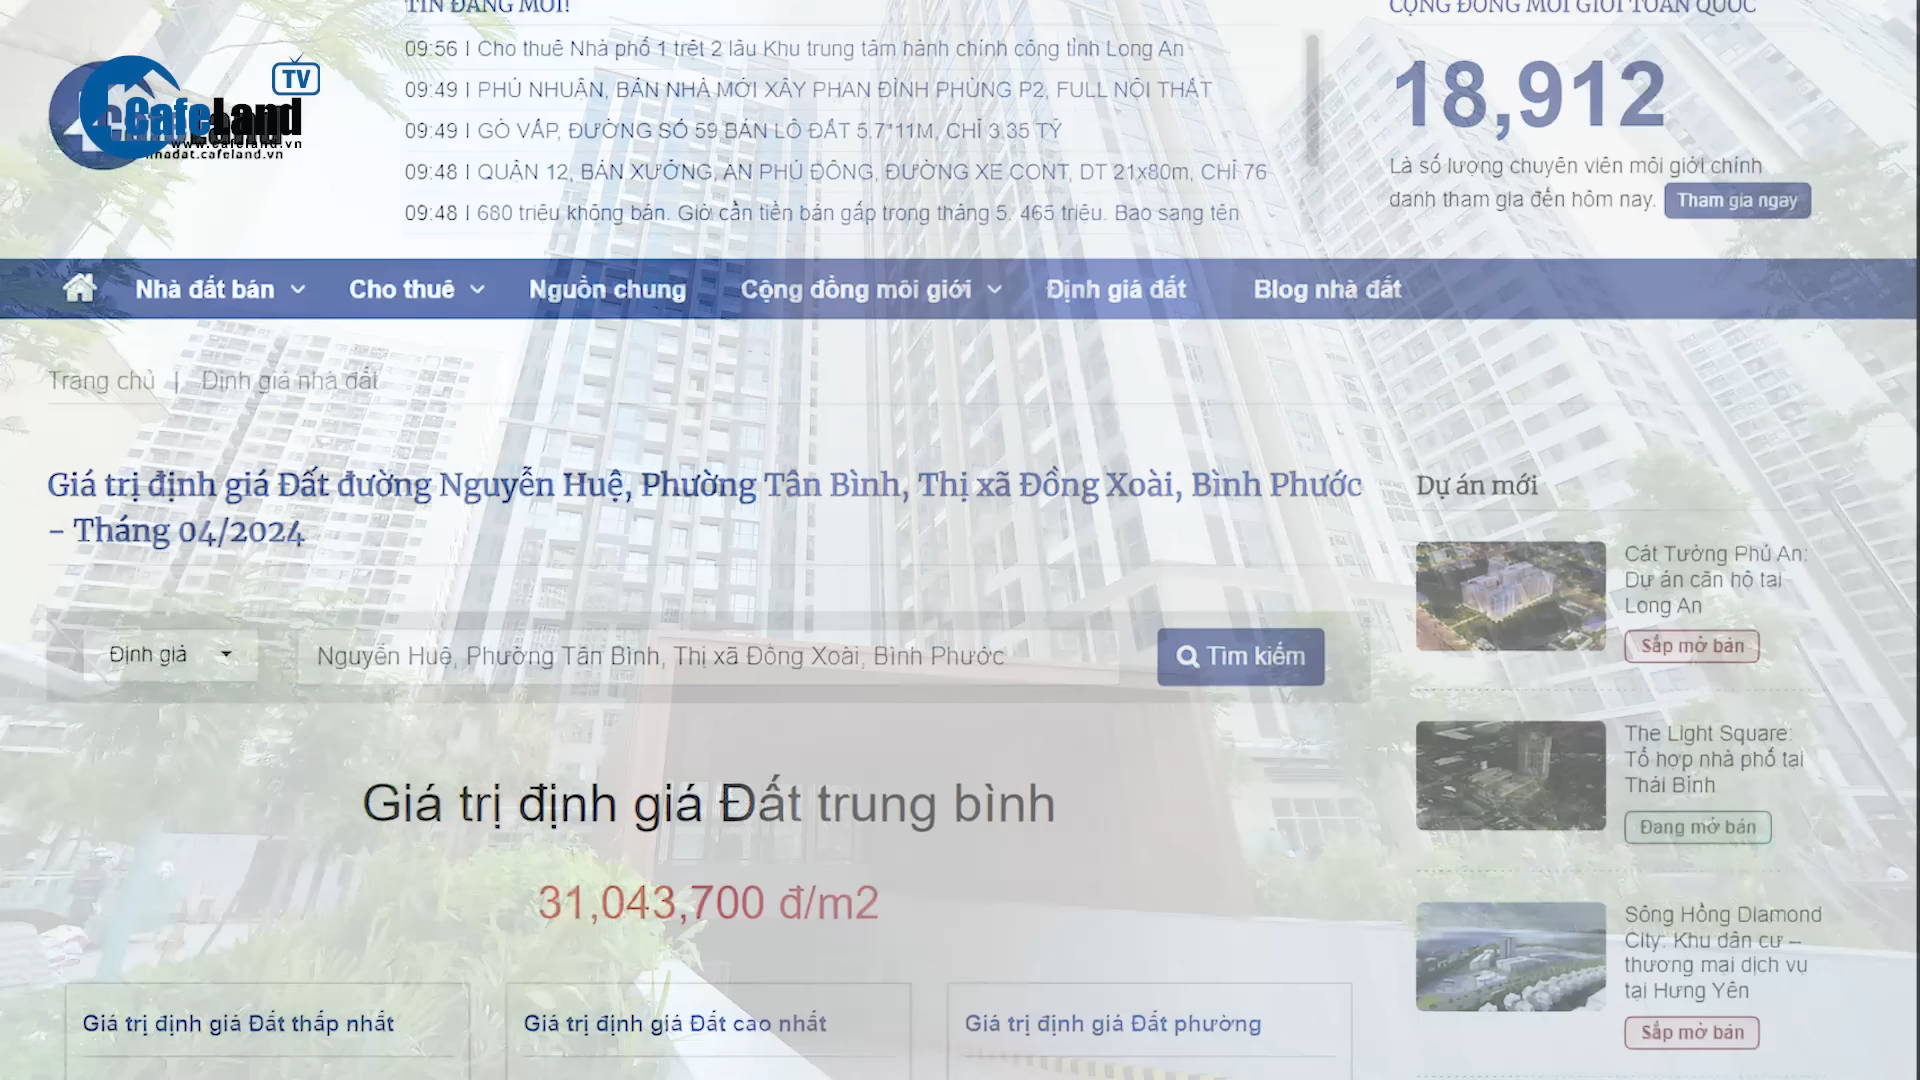 TIN ĐĂNG MỚI!
CỘNG ĐỒNG MÔI GIỚI TOÀN QUỐC
TV
CafeLand
www.cafeland.vn
nhadat.cafeland.vn
09:56 | Cho thuê Nhà phố 1 trệt 2 lầu Khu trung tâm hành chính công tỉnh Long An
09:49 | PHÚ NHUẬN, BÁN NHÀ MỚI XÂY PHAN ĐÌNH PHÙNG P2, FULL NỘI THẤT
09:49 | GÒ VẤP, ĐƯỜNG SỐ 59 BÁN LÔ ĐẤT 5,7*11M, CHỈ 3.35 TỶ
09:48 | QUẬN 12, BÁN XƯỞNG, AN PHÚ ĐÔNG, ĐƯỜNG XE CONT, DT 21x80m, CHỈ 76
09:48 | 680 triệu không bán. Giờ cần tiền bán gấp trong tháng 5. 465 triệu. Bao sang tên
18,912
Là số lượng chuyên viên môi giới chính
danh tham gia đến hôm nay. Tham gia ngay
Nhà đất bán Cho thuê Nguồn chung Cộng đồng môi giới Định giá đất Blog nhà đất
Trang chủ | Định giá nhà đất
Giá trị định giá Đất đường Nguyễn Huệ, Phường Tân Bình, Thị xã Đồng Xoài, Bình Phước
- Tháng 04/2024
Định giá Nguyễn Huệ, Phường Tân Bình, Thị xã Đồng Xoài, Bình Phước Tìm kiếm
Giá trị định giá Đất trung bình
31,043,700 đ/m2
Giá trị định giá Đất thấp nhất
Giá trị định giá Đất cao nhất
Giá trị định giá Đất phường
Dự án mới
Cát Tường Phú An:
Dự án căn hộ tại
Long An
Sắp mở bán
The Light Square:
Tổ hợp nhà phố tại
Thái Bình
Đang mở bán
Sông Hồng Diamond
City: Khu dân cư –
thương mại dịch vụ
tại Hưng Yên
Sắp mở bán